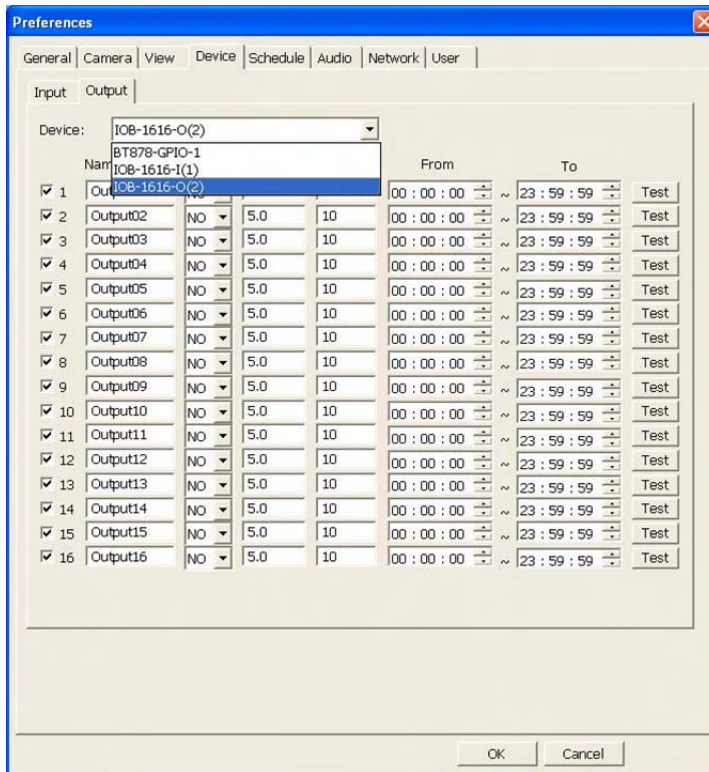 Preferences
General Camera View Device Schedule Audio Network User
Input Output
Device: IOB-1616-O(2)
BT878-GPIO-1
Nam IOB-1616-I(1) From To
IOB-1616-O(2)
1 Out 00 : 00 : 00 ~ 23 : 59 : 59 Test
2 Output02 NO 5.0 10 00 : 00 : 00 ~ 23 : 59 : 59 Test
3 Output03 NO 5.0 10 00 : 00 : 00 ~ 23 : 59 : 59 Test
4 Output04 NO 5.0 10 00 : 00 : 00 ~ 23 : 59 : 59 Test
5 Output05 NO 5.0 10 00 : 00 : 00 ~ 23 : 59 : 59 Test
6 Output06 NO 5.0 10 00 : 00 : 00 ~ 23 : 59 : 59 Test
7 Output07 NO 5.0 10 00 : 00 : 00 ~ 23 : 59 : 59 Test
8 Output08 NO 5.0 10 00 : 00 : 00 ~ 23 : 59 : 59 Test
9 Output09 NO 5.0 10 00 : 00 : 00 ~ 23 : 59 : 59 Test
10 Output10 NO 5.0 10 00 : 00 : 00 ~ 23 : 59 : 59 Test
11 Output11 NO 5.0 10 00 : 00 : 00 ~ 23 : 59 : 59 Test
12 Output12 NO 5.0 10 00 : 00 : 00 ~ 23 : 59 : 59 Test
13 Output13 NO 5.0 10 00 : 00 : 00 ~ 23 : 59 : 59 Test
14 Output14 NO 5.0 10 00 : 00 : 00 ~ 23 : 59 : 59 Test
15 Output15 NO 5.0 10 00 : 00 : 00 ~ 23 : 59 : 59 Test
16 Output16 NO 5.0 10 00 : 00 : 00 ~ 23 : 59 : 59 Test
OK Cancel